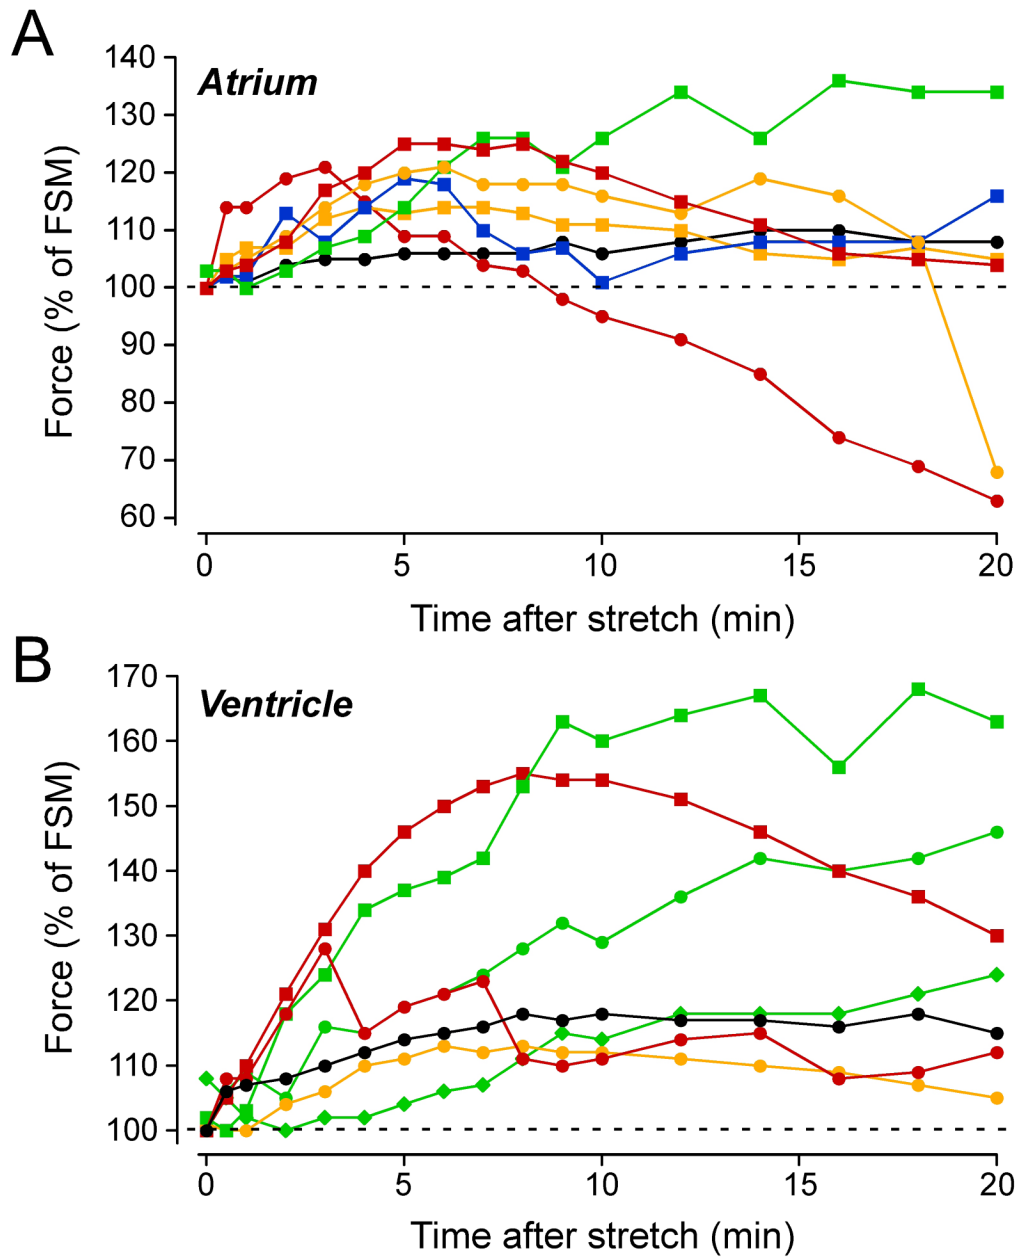 A
Atrium
Force (% of FSM)
140
130
120
110
100
90
80
70
60
0 5 10 15 20
Time after stretch (min)
B
Ventricle
Force (% of FSM)
170
160
150
140
130
120
110
100
0 5 10 15 20
Time after stretch (min)